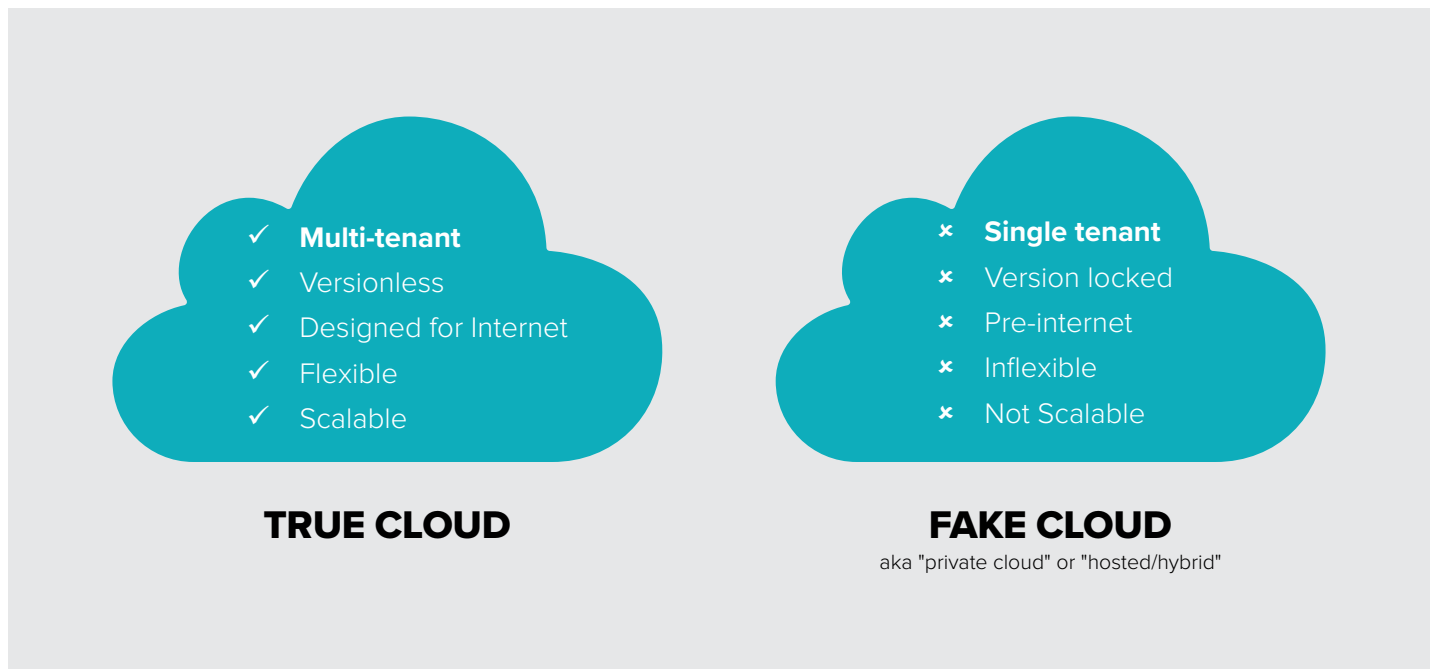 ✓ Multi-tenant
✓ Versionless
✓ Designed for Internet
✓ Flexible
✓ Scalable
TRUE CLOUD
✗ Single tenant
✗ Version locked
✗ Pre-internet
✗ Inflexible
✗ Not Scalable
FAKE CLOUD
aka "private cloud" or "hosted/hybrid"